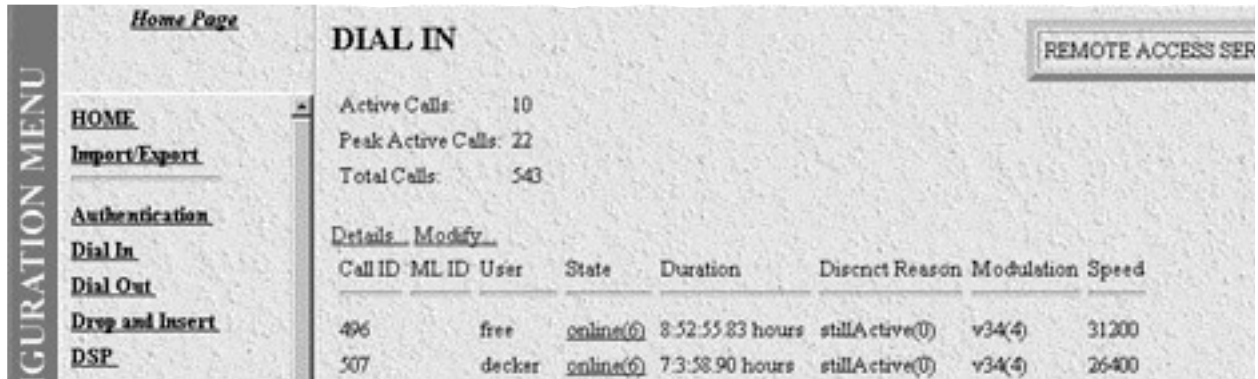 GURATION MENU
Home Page
HOME
Import/Export
Authentication
Dial In
Dial Out
Drop and Insert
DSP
DIAL IN
REMOTE ACCESS SER
Active Calls: 10
Peak Active Calls: 22
Total Calls: 543
Details... Modify...
Call ID ML ID User State Duration Discnct Reason Modulation Speed
496 free online(6) 8:52:55.83 hours stillActive(0) v34(4) 31200
507 decker online(6) 7:3:58.90 hours stillActive(0) v34(4) 26400